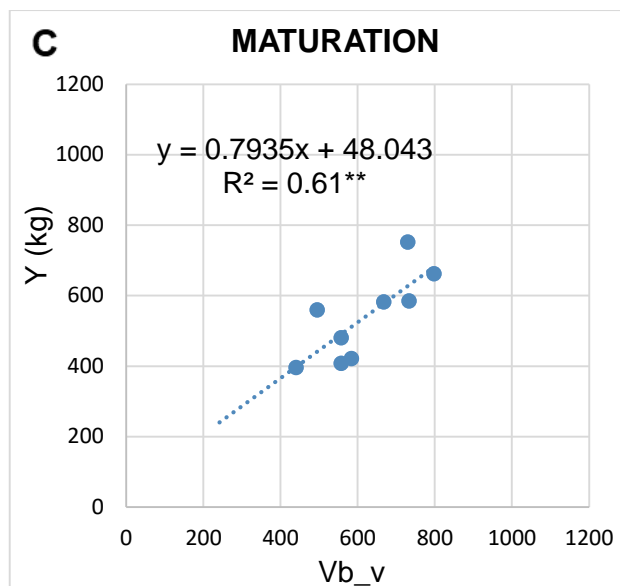 C
MATURATION
y = 0.7935x + 48.043
R² = 0.61**
Y (kg)
1200
1000
800
600
400
200
0
0 200 400 600 800 1000 1200
Vb_v